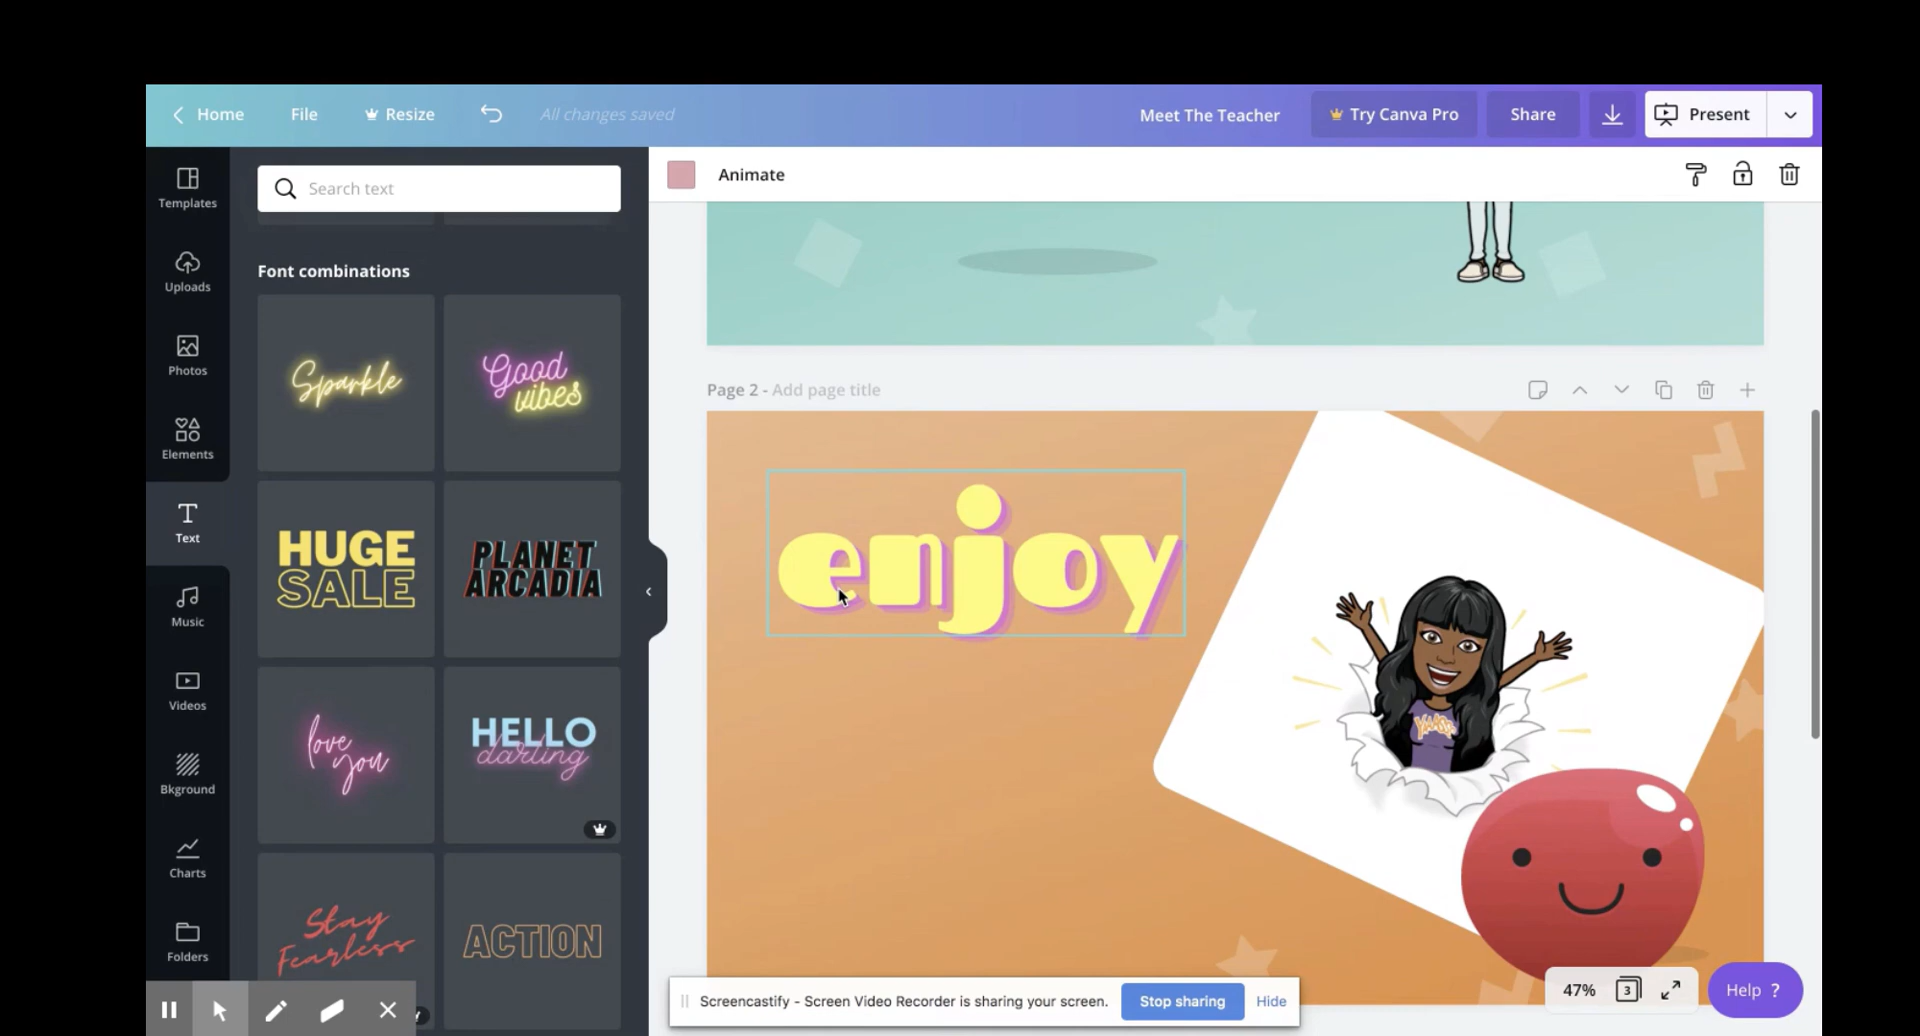 Home File Resize All changes saved Meet The Teacher Try Canva Pro Share Present
Search text
Animate
Templates
Uploads
Photos
Elements
Text
Music
Videos
Bkground
Charts
Folders
Font combinations
Sparkle
Good
vibes
HUGE
SALE
PLANET
ARCADIA
love
you
HELLO
darling
Stay
Fearless
ACTION
Page 2 - Add page title
enjoy
YAASS
Screencastify - Screen Video Recorder is sharing your screen. Stop sharing Hide
47% 3 Help ?